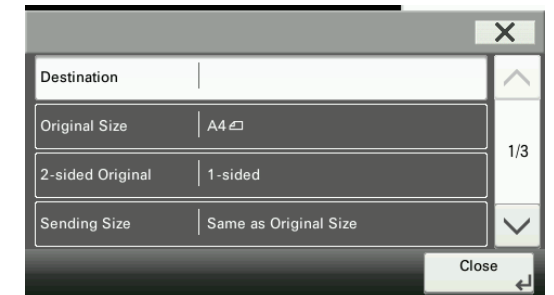 Destination
Original Size A4
2-sided Original 1-sided
1/3
Sending Size Same as Original Size
Close